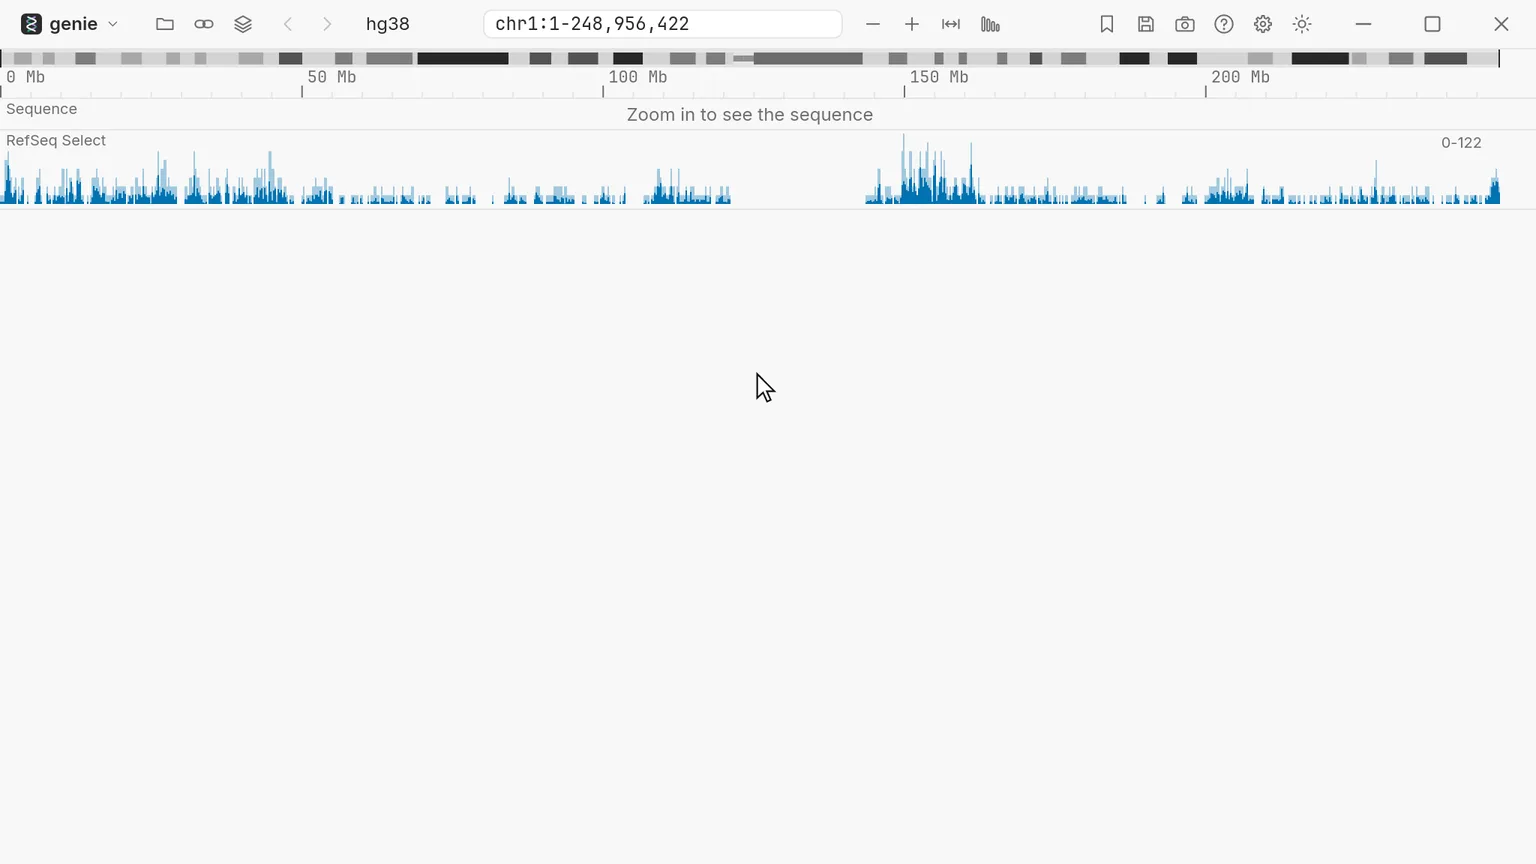 genie hg38 chr1:1-248,956,422
0 Mb 50 Mb 100 Mb 150 Mb 200 Mb
Sequence Zoom in to see the sequence
RefSeq Select 0-122